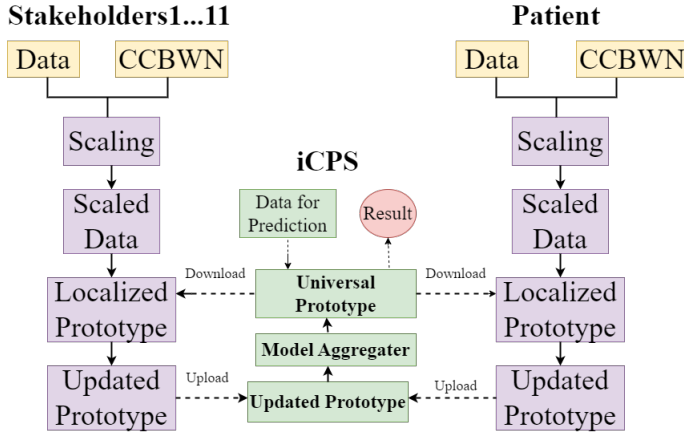 Stakeholders1...11
Patient
Data
CCBWN
Data
CCBWN
Scaling
Scaling
iCPS
Scaled
Data
Data for
Prediction
Result
Scaled
Data
Localized
Prototype
Download
Universal
Prototype
Download
Localized
Prototype
Model Aggregater
Updated
Prototype
Upload
Updated Prototype
Upload
Updated
Prototype